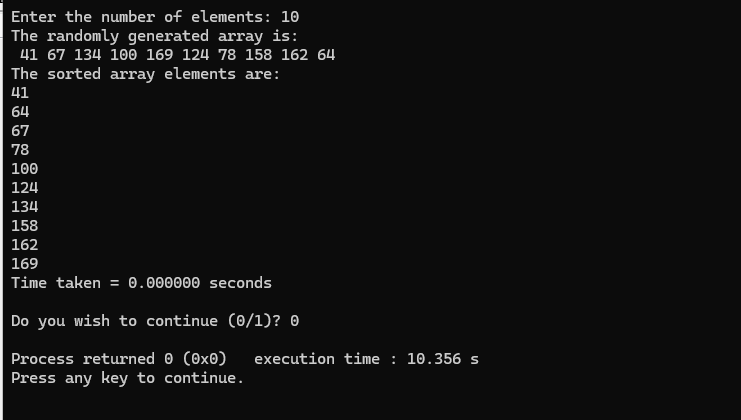 Enter the number of elements: 10
The randomly generated array is:
 41 67 134 100 169 124 78 158 162 64
The sorted array elements are:
41
64
67
78
100
124
134
158
162
169
Time taken = 0.000000 seconds
Do you wish to continue (0/1)? 0
Process returned 0 (0x0)   execution time : 10.356 s
Press any key to continue.